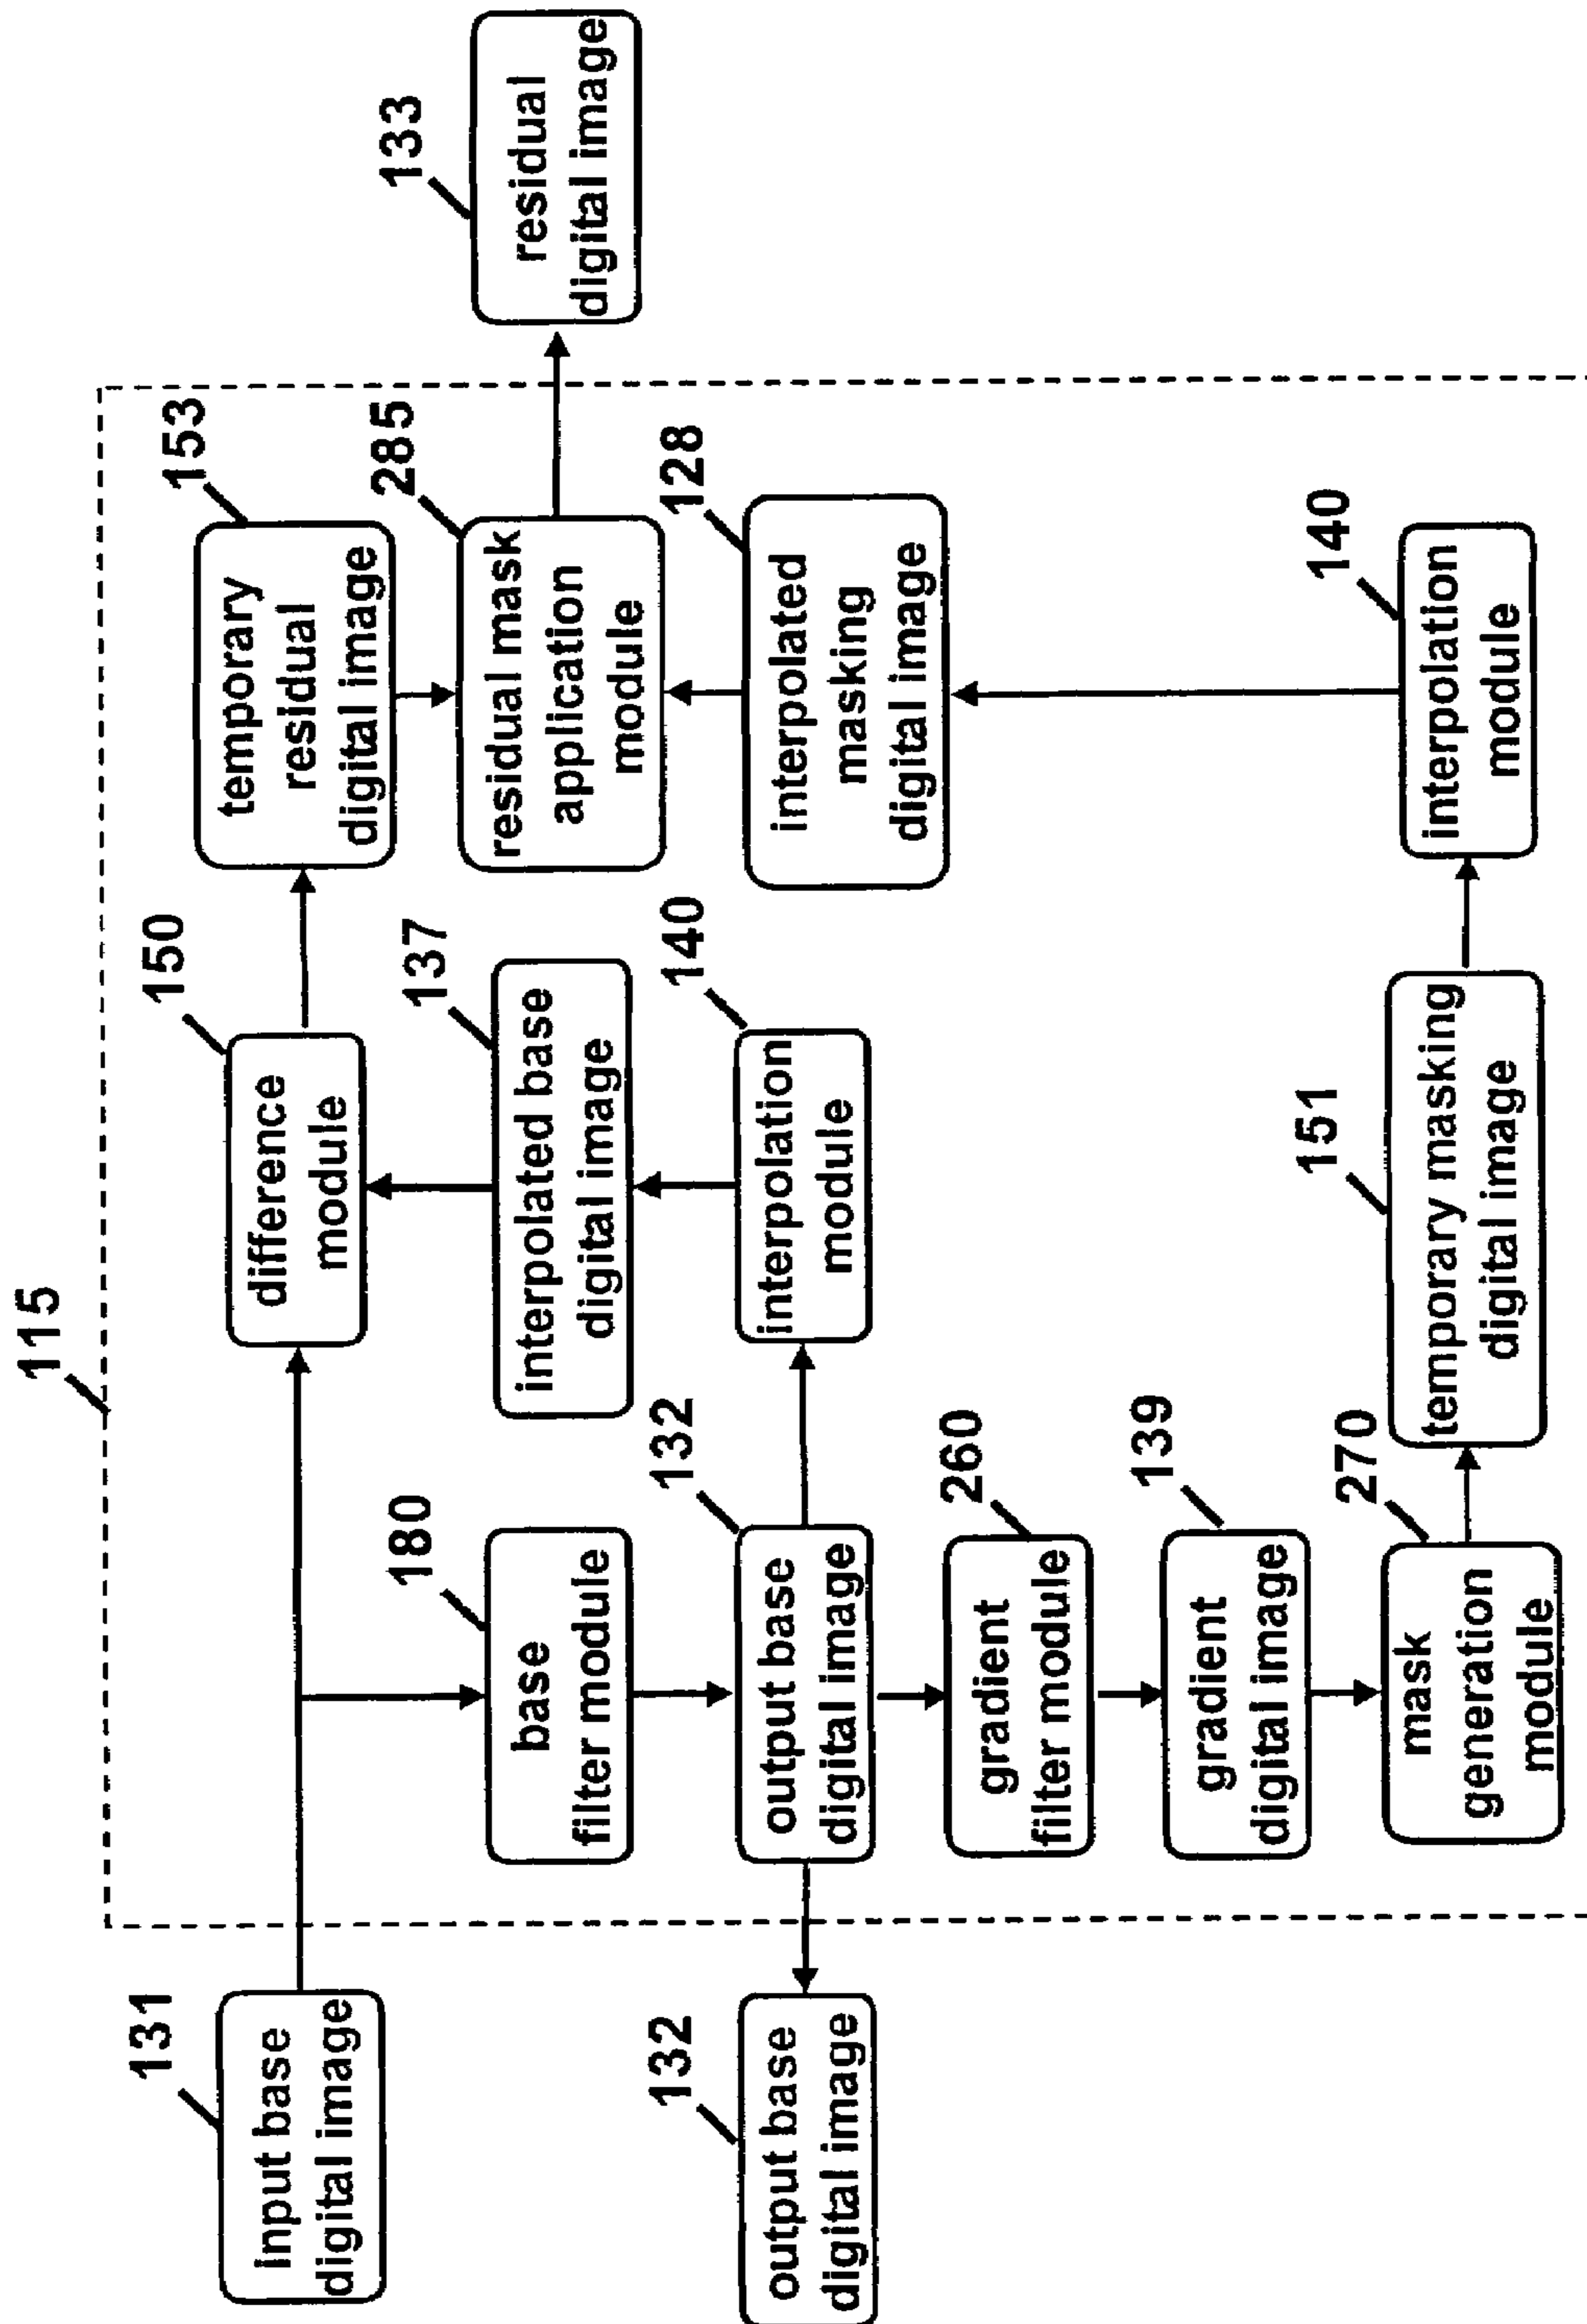 115
131
input base
digital image
150
difference
module
153
temporary
residual
digital image
180
base
filter module
137
interpolated base
digital image
285
residual mask
application
module
133
residual
digital image
132
output base
digital image
132
output base
digital image
140
interpolation
module
128
interpolated
masking
digital image
260
gradient
filter module
139
gradient
digital image
270
mask
generation
module
151
temporary masking
digital image
140
interpolation
module